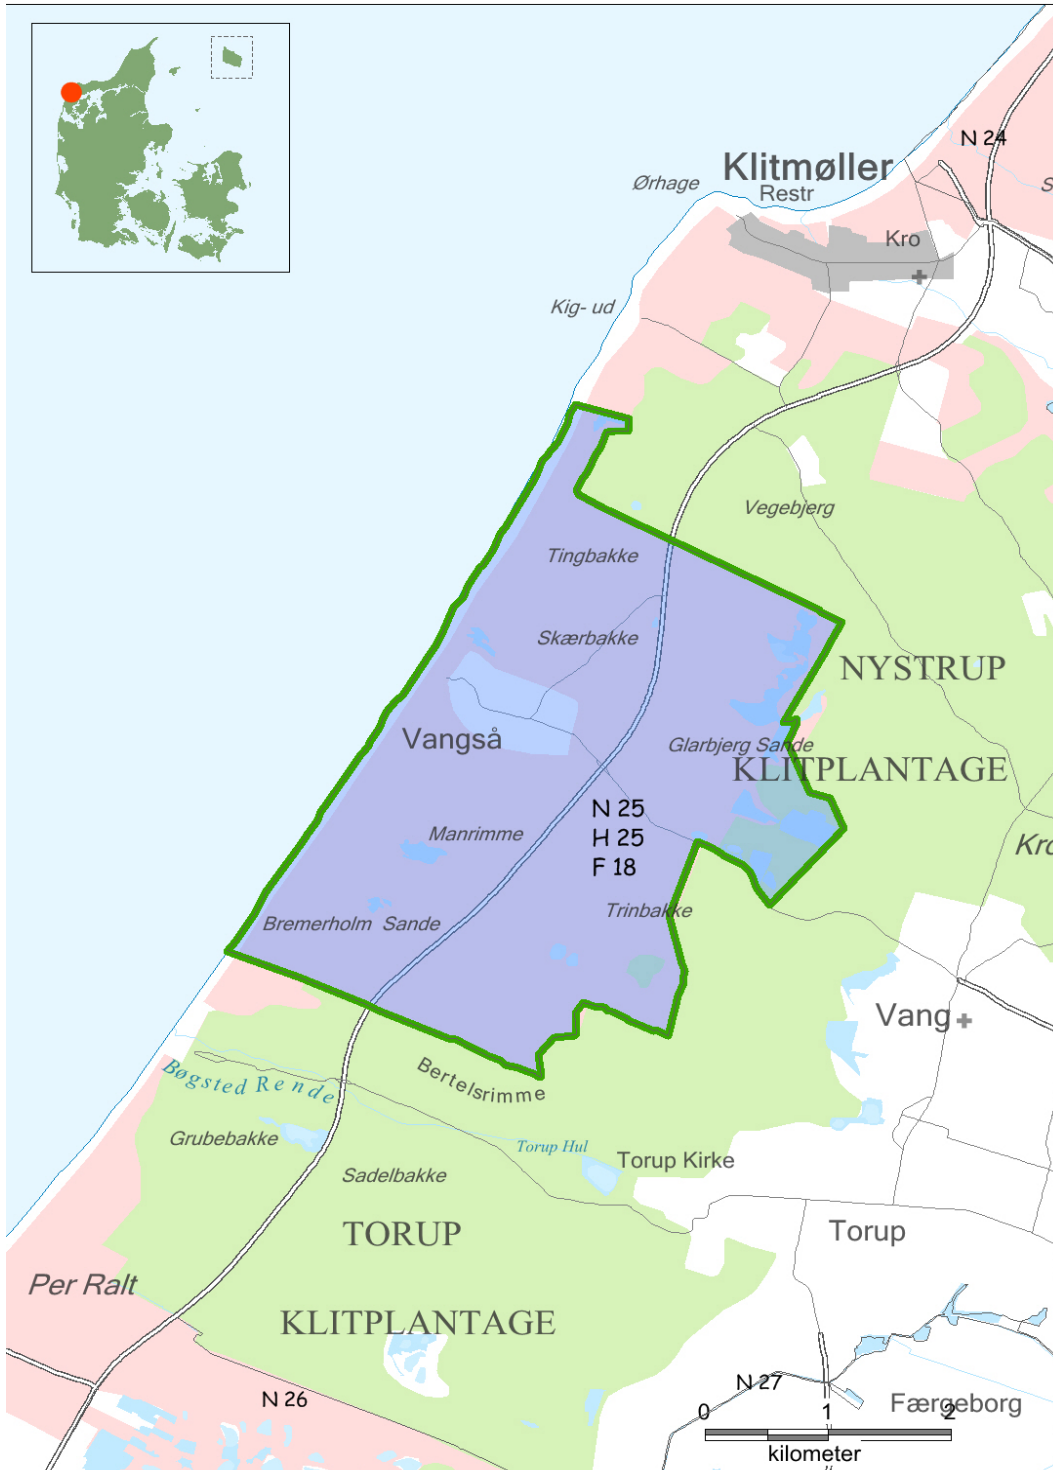 N 24
Klitmøller
Ørhage
Restr
S
Kro
Kig- ud
Vegebjerg
Tingbakke
Skærbakke
NYSTRUP
Vangså
Glarbjerg Sande
KLITPLANTAGE
N 25
Manrimme
H 25
Kro
F 18
Trinbakke
Bremerholm Sande
Vang
Bøgsted Rende
Bertelsrimme
Grubebakke
Torup Hul
Torup Kirke
Sadelbakke
TORUP
Torup
Per Ralt
KLITPLANTAGE
N 27
N 26
Færgeborg
0 1 2
kilometer